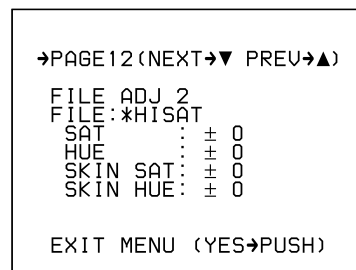 →PAGE12(NEXT→▼ PREV→▲)
FILE ADJ 2
FILE:*HISAT
SAT : ± 0
HUE : ± 0
SKIN SAT: ± 0
SKIN HUE: ± 0
EXIT MENU (YES→PUSH)